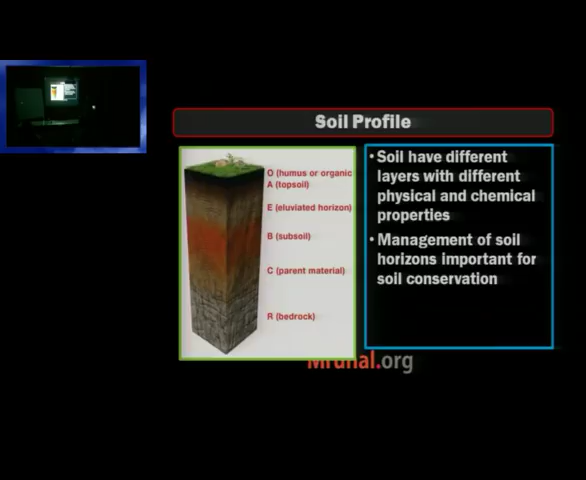 Soil Profile
O (humus or organic
A (topsoil)
E (eluviated horizon)
B (subsoil)
C (parent material)
R (bedrock)
• Soil have different
layers with different
physical and chemical
properties
• Management of soil
horizons important for
soil conservation
Mrunal.org